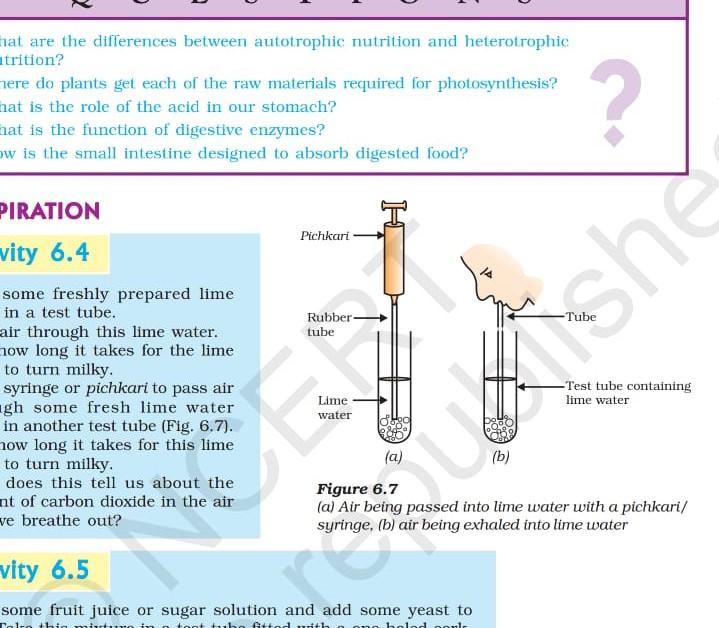 hat are the differences between autotrophic nutrition and heterotrophic
utrition?
here do plants get each of the raw materials required for photosynthesis?
hat is the role of the acid in our stomach?
hat is the function of digestive enzymes?
ow is the small intestine designed to absorb digested food?
?
PIRATION
vity 6.4
some freshly prepared lime
in a test tube.
air through this lime water.
how long it takes for the lime
to turn milky.
syringe or pichkari to pass air
ugh some fresh lime water
in another test tube (Fig. 6.7).
how long it takes for this lime
to turn milky.
does this tell us about the
nt of carbon dioxide in the air
ve breathe out?
Pichkari
Rubber
tube
Lime
water
(a)
Tube
Test tube containing
lime water
(b)
Figure 6.7
(a) Air being passed into lime water with a pichkari/
syringe, (b) air being exhaled into lime water
vity 6.5
some fruit juice or sugar solution and add some yeast to
© NCERT
republished